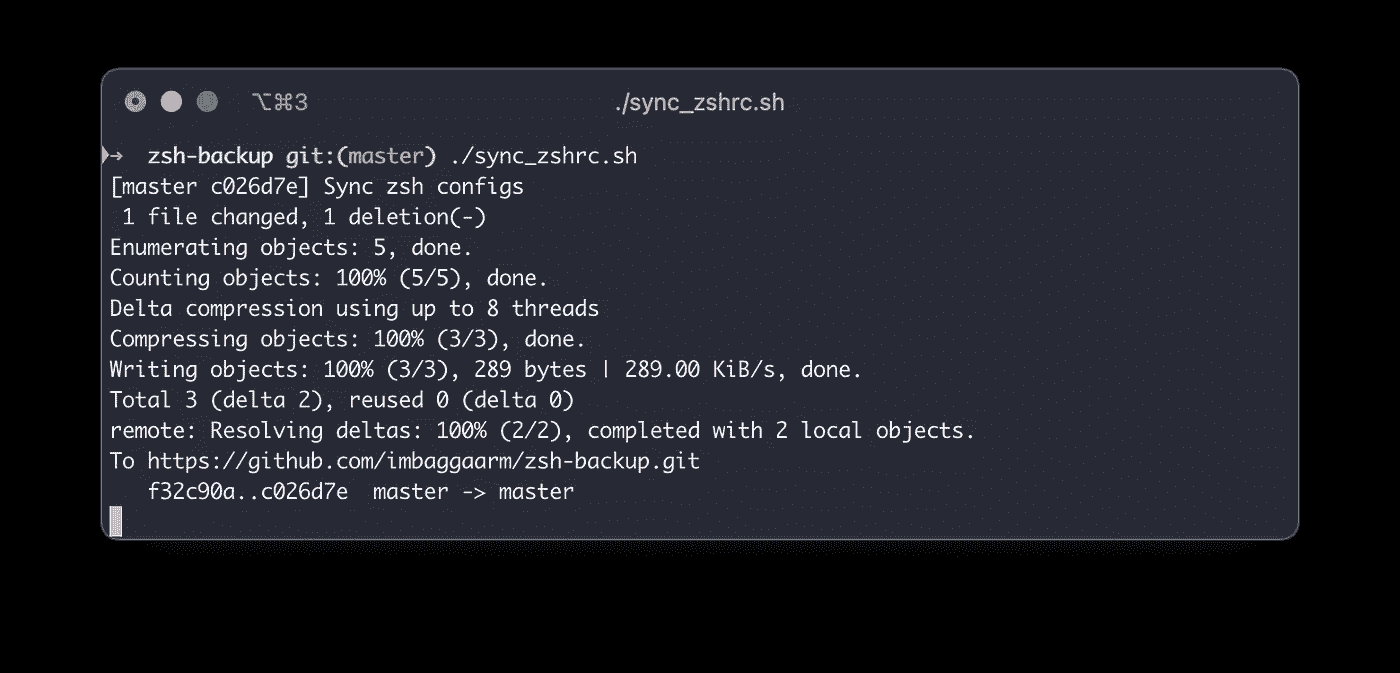 ⌥⌘3 ./sync_zshrc.sh
→ zsh-backup git:(master) ./sync_zshrc.sh
[master c026d7e] Sync zsh configs
1 file changed, 1 deletion(-)
Enumerating objects: 5, done.
Counting objects: 100% (5/5), done.
Delta compression using up to 8 threads
Compressing objects: 100% (3/3), done.
Writing objects: 100% (3/3), 289 bytes | 289.00 KiB/s, done.
Total 3 (delta 2), reused 0 (delta 0)
remote: Resolving deltas: 100% (2/2), completed with 2 local objects.
To https://github.com/imbaggaarm/zsh-backup.git
f32c90a..c026d7e master -> master